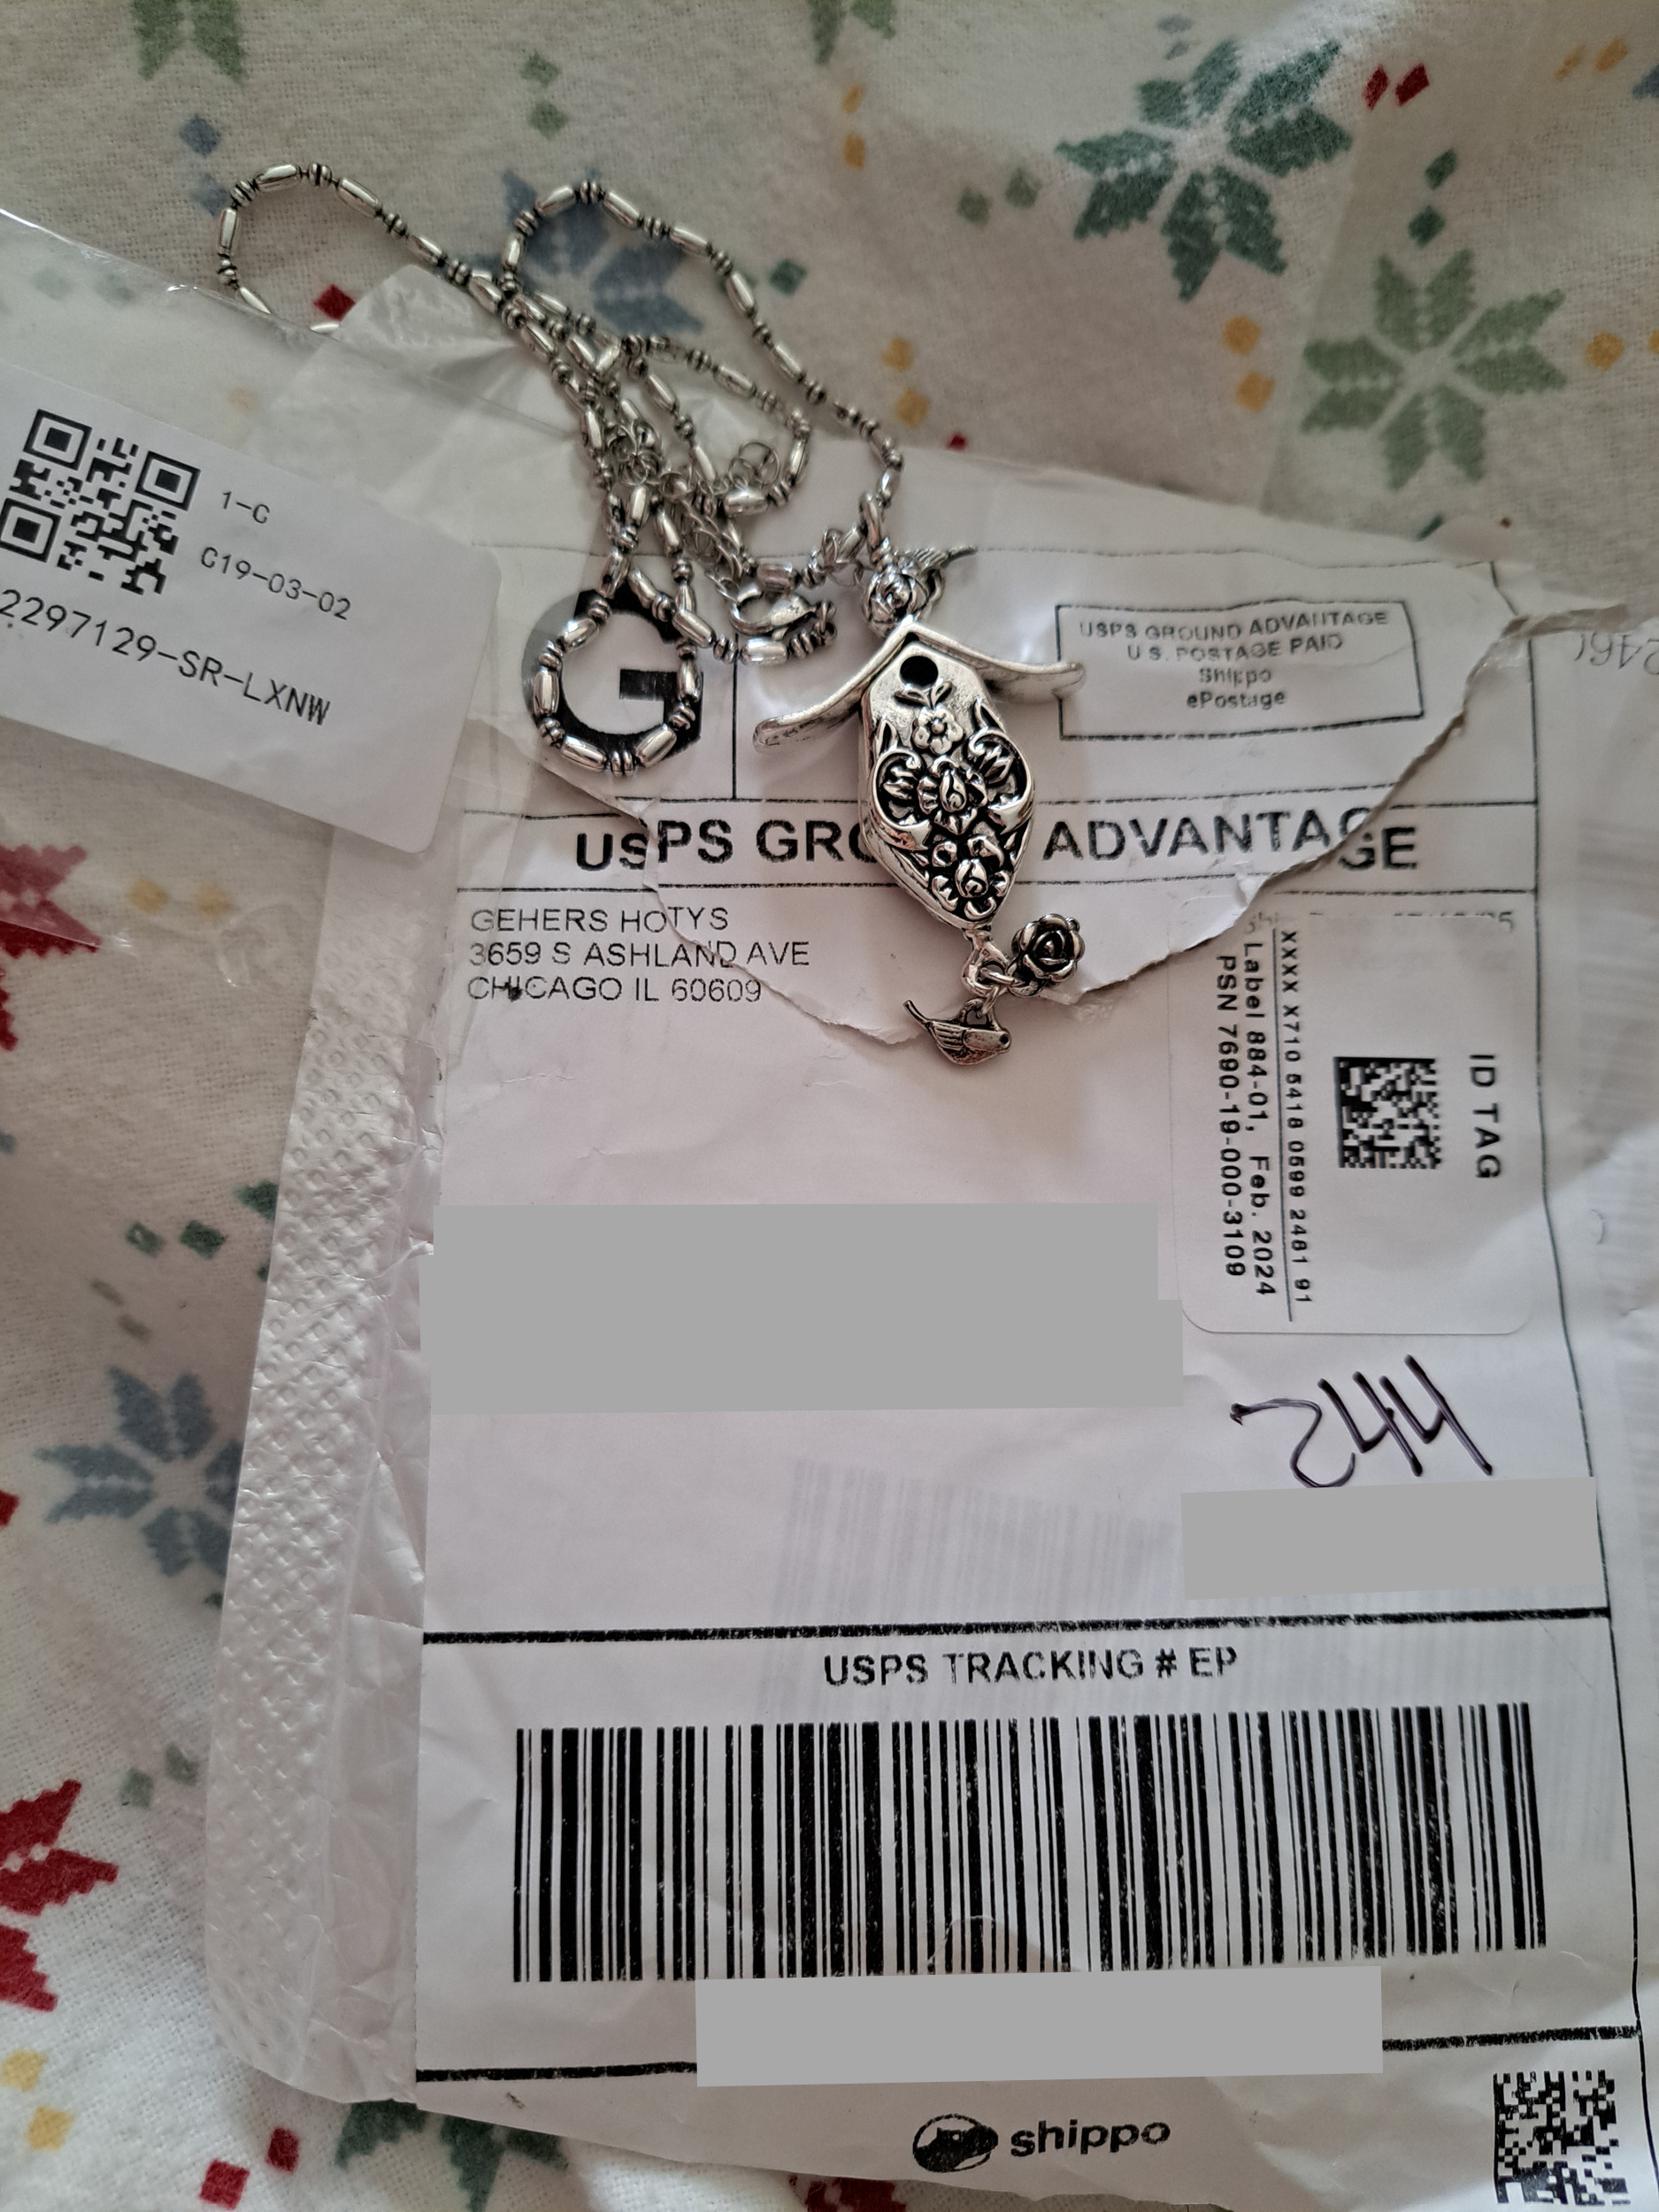 1-C
C19-03-02
2297129-SR-LXNW
G
USPS GROUND ADVANTAGE
U.S. POSTAGE PAID
Shippo
ePostage
USPS GRO ADVANTAGE
GEHERS HOTYS
3659 S ASHLAND AVE
CHICAGO IL 60609
ID TAG
XXXX X710 5418 0599 2481 91
Label 884-01, Feb. 2024
PSN 7690-19-000-3109
442
USPS TRACKING # EP
shippo